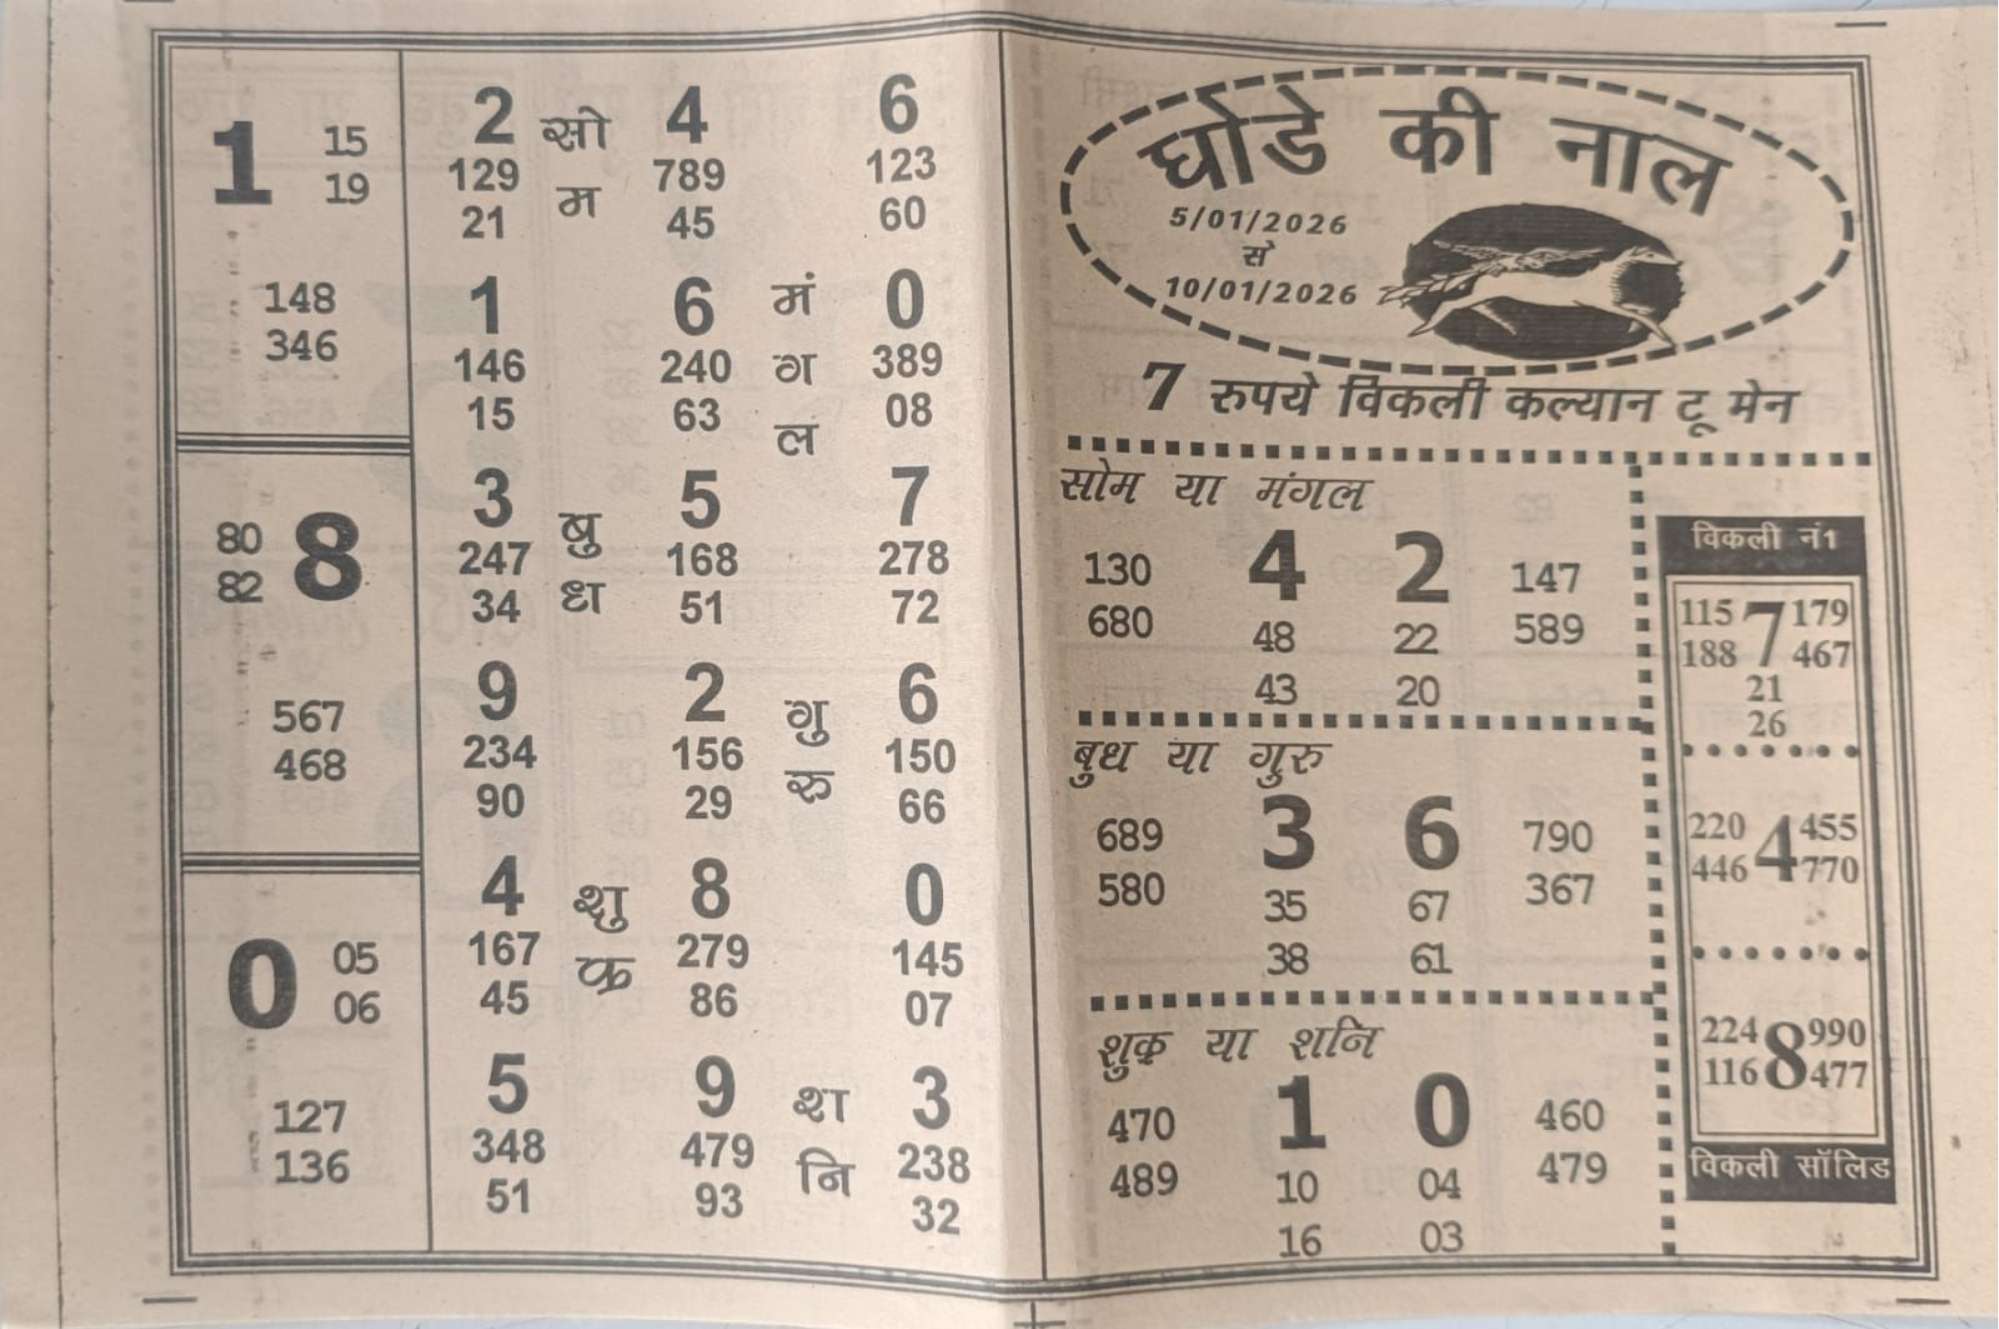 1 15
19
148
346
80 8
82
567
468
0 05
06
127
136
2 सो 4 6
129 म 789 123
21 45 60
1 6 मं 0
146 240 ग 389
15 63 लं 08
3 बु 5 7
247 ध 168 278
34 51 72
9 2 गु 6
234 156 रु 150
90 29 66
4 शु 8 0
167 क्र 279 145
45 86 07
5 9 श 3
348 479 नि 238
51 93 32
घोडे की नाल
5/01/2026
से
10/01/2026
7 रुपये विकली कल्यान टू मेन
सोम या मंगल
130 4 2 147
680 48 22 589
43 20
बुध या गुरु
689 3 6 790
580 35 67 367
38 61
शुक्र या शनि
470 1 0 460
489 10 04 479
16 03
विकली नं1
115 7 179
188 467
21
26
220 4 455
446 770
224 8 990
116 477
विकली सॉलिड